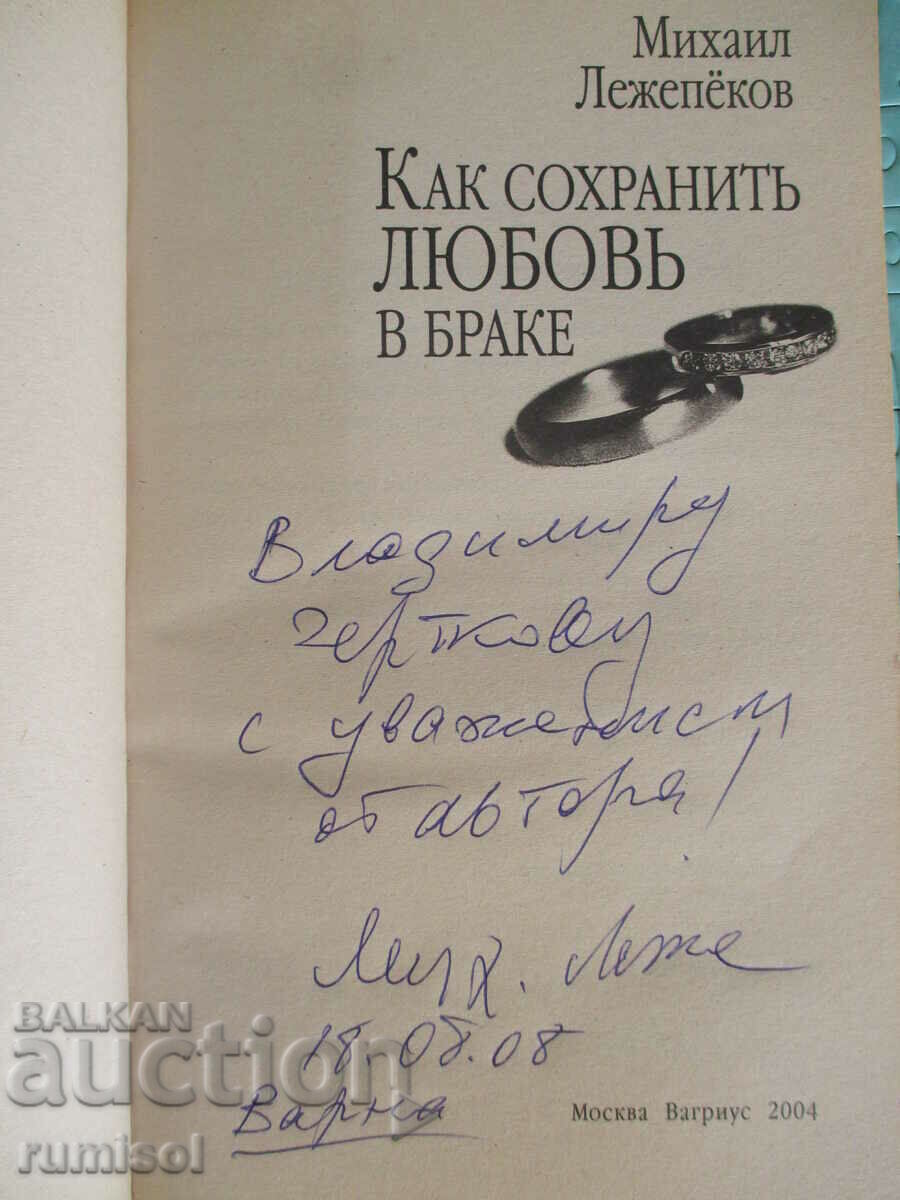 Михаил
Лежепёков
Как сохранить
любовь
в браке
Владимиру
Черткову
с уважением
от автора!
Мих. Леже
18.08.08
Варна
Москва Вагриус 2004
BALKAN
auction
rumisol